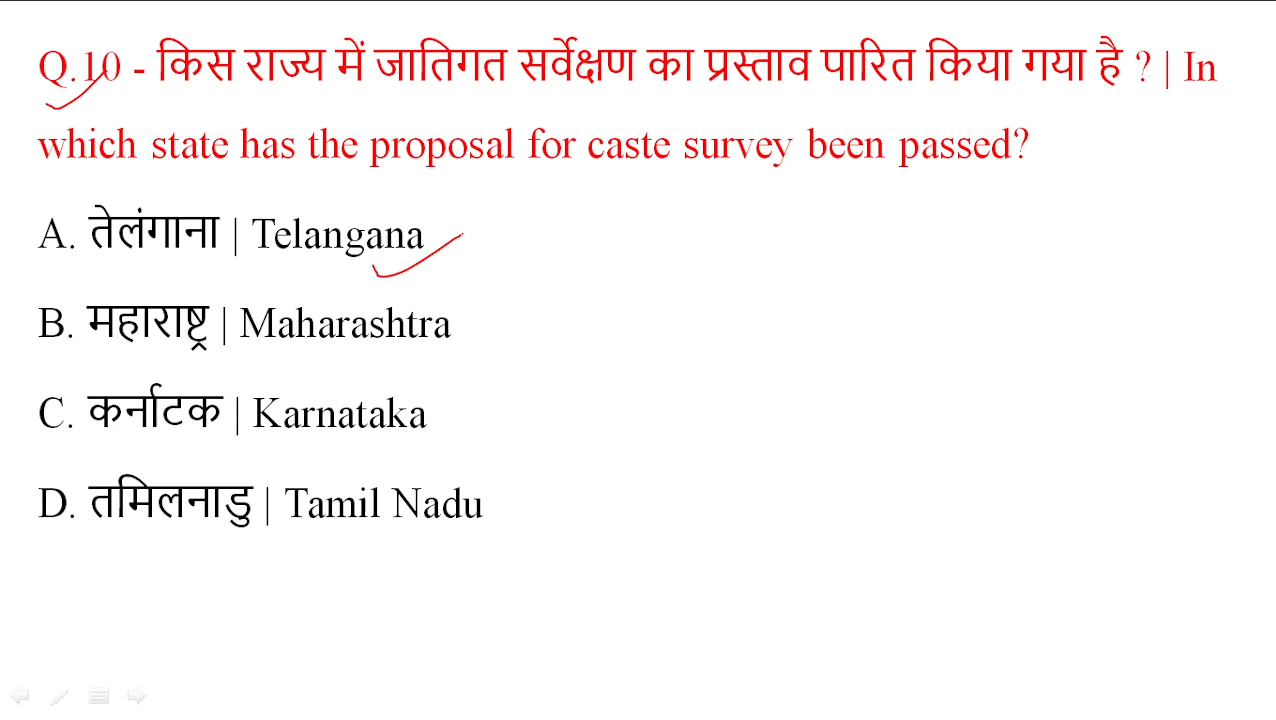 Q.10 - किस राज्य में जातिगत सर्वेक्षण का प्रस्ताव पारित किया गया है ? | In
which state has the proposal for caste survey been passed?
A. तेलंगाना | Telangana
B. महाराष्ट्र | Maharashtra
C. कर्नाटक | Karnataka
D. तमिलनाडु | Tamil Nadu